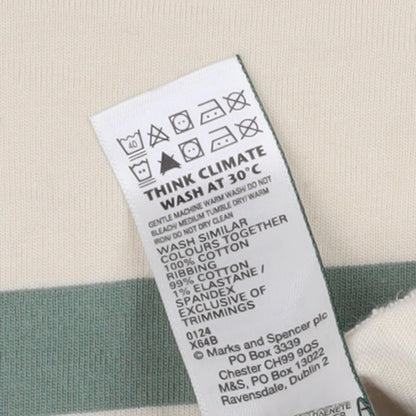 40
THINK CLIMATE
WASH AT 30°C
GENTLE MACHINE WARM WASH/DO NOT
BLEACH/ MEDIUM TUMBLE DRY/ WARM
IRON/ DO NOT DRY CLEAN
WASH SIMILAR
COLOURS TOGETHER
100% COTTON
RIBBING
99% COTTON
1% ELASTANE /
SPANDEX
EXCLUSIVE OF
TRIMMINGS
0124
X64B
© Marks and Spencer plc
PO Box 3339
Chester CH99 9QS
M&S, PO Box 13022
Ravensdale, Dublin 2